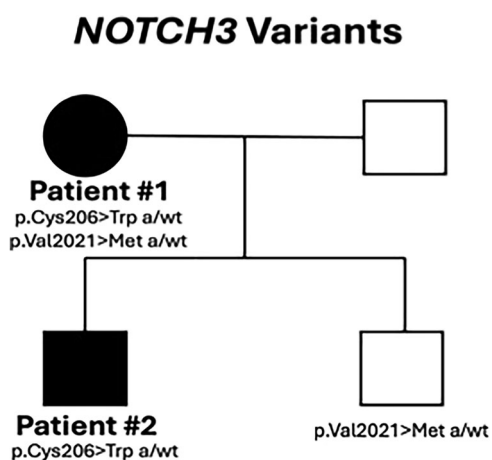 NOTCH3 Variants
Patient #1
p.Cys206>Trp a/wt
p.Val2021>Met a/wt
Patient #2
p.Cys206>Trp a/wt
p.Val2021>Met a/wt